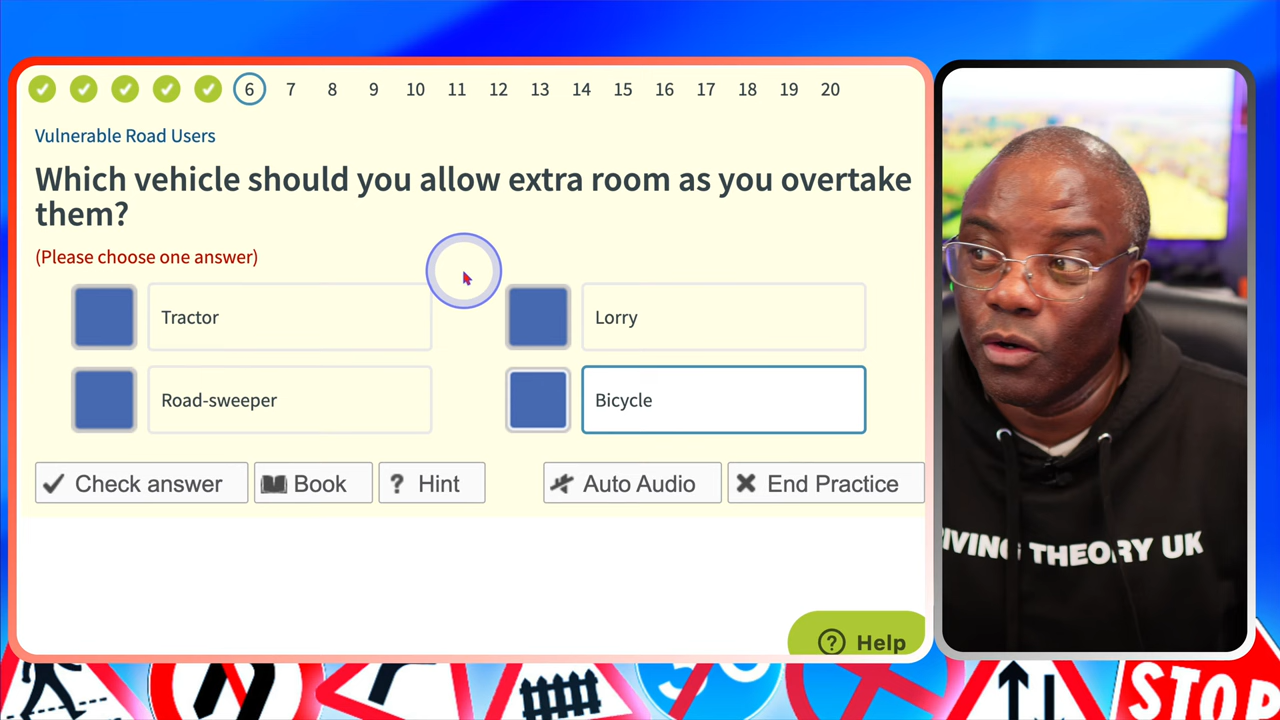 6 7 8 9 10 11 12 13 14 15 16 17 18 19 20
Vulnerable Road Users
Which vehicle should you allow extra room as you overtake
them?
(Please choose one answer)
Tractor
Lorry
Road-sweeper
Bicycle
Check answer
Book
? Hint
Auto Audio
End Practice
? Help
THEORY UK
STOP